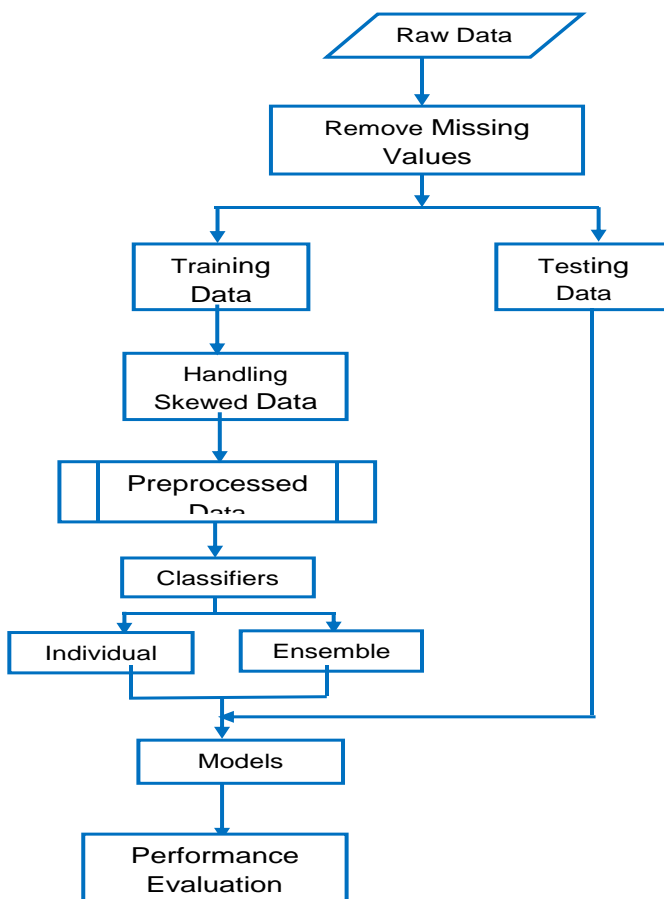 Raw Data
Remove Missing
Values
Training
Data
Testing
Data
Handling
Skewed Data
Preprocessed
Data
Classifiers
Individual
Ensemble
Models
Performance
Evaluation